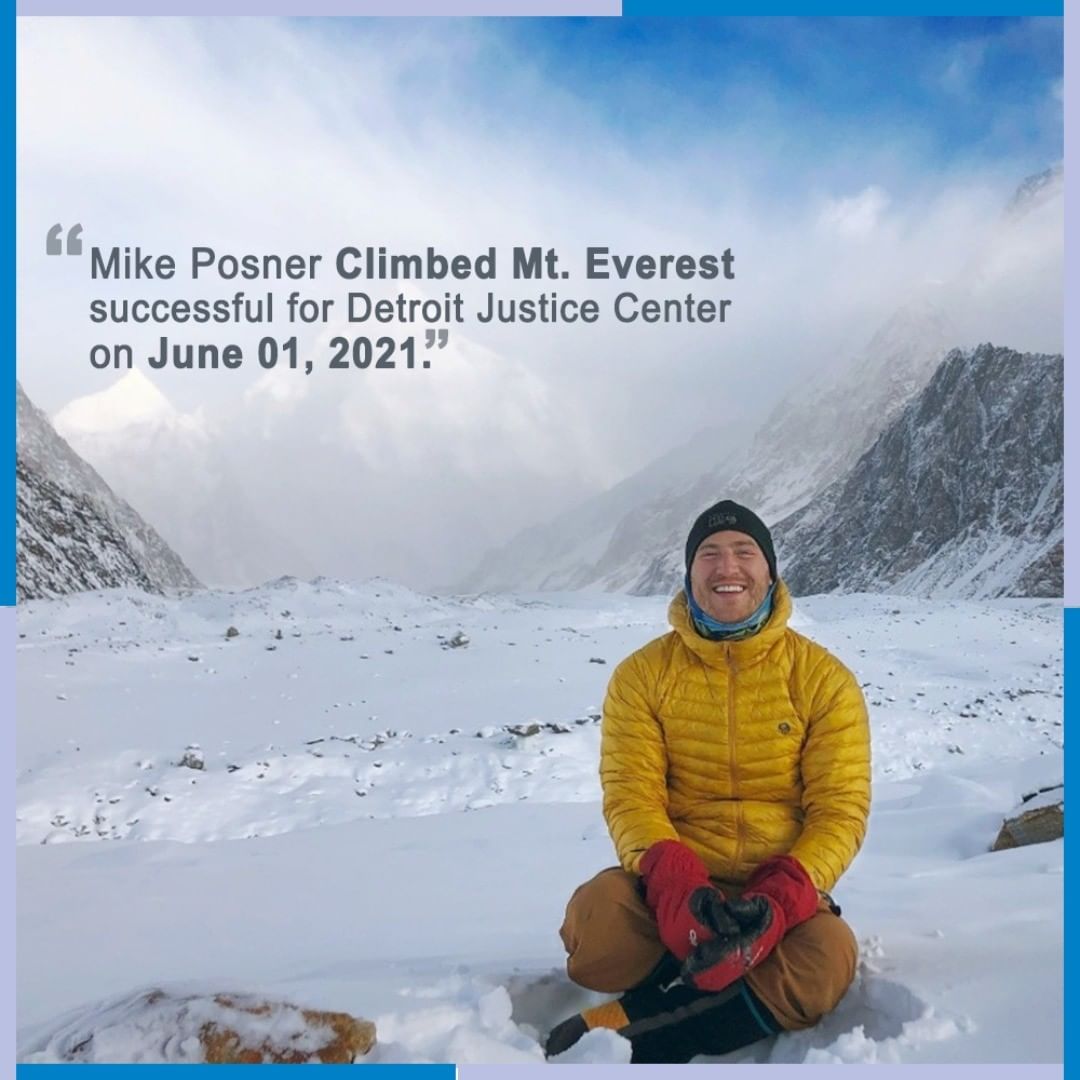 “Mike Posner Climbed Mt. Everest
successful for Detroit Justice Center
on June 01, 2021.”